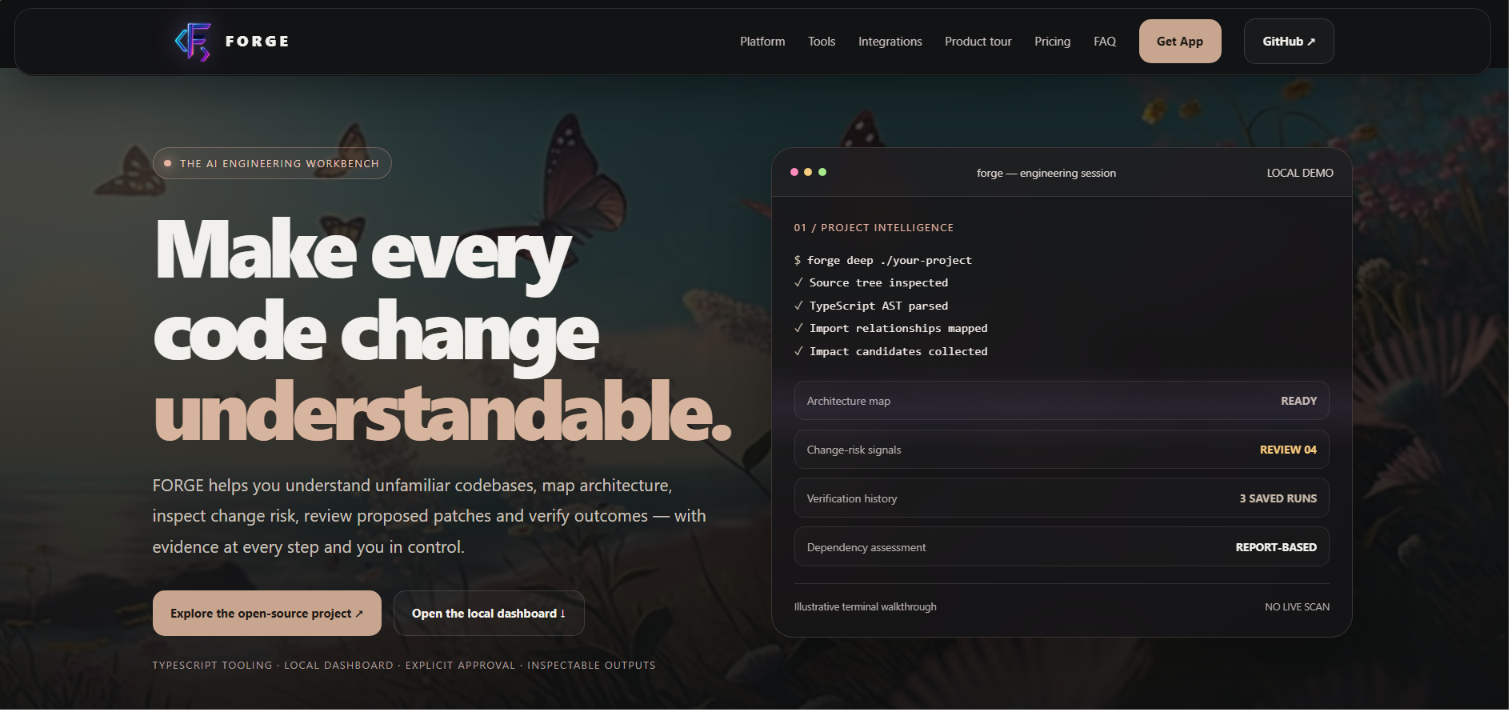 FORGE
Platform Tools Integrations Product tour Pricing FAQ Get App GitHub ↗
THE AI ENGINEERING WORKBENCH
Make every
code change
understandable.
FORGE helps you understand unfamiliar codebases, map architecture,
inspect change risk, review proposed patches and verify outcomes — with
evidence at every step and you in control.
Explore the open-source project ↗ Open the local dashboard ↓
TYPESCRIPT TOOLING · LOCAL DASHBOARD · EXPLICIT APPROVAL · INSPECTABLE OUTPUTS
forge — engineering session LOCAL DEMO
01 / PROJECT INTELLIGENCE
$ forge deep ./your-project
✓ Source tree inspected
✓ TypeScript AST parsed
✓ Import relationships mapped
✓ Impact candidates collected
Architecture map READY
Change-risk signals REVIEW 04
Verification history 3 SAVED RUNS
Dependency assessment REPORT-BASED
Illustrative terminal walkthrough NO LIVE SCAN